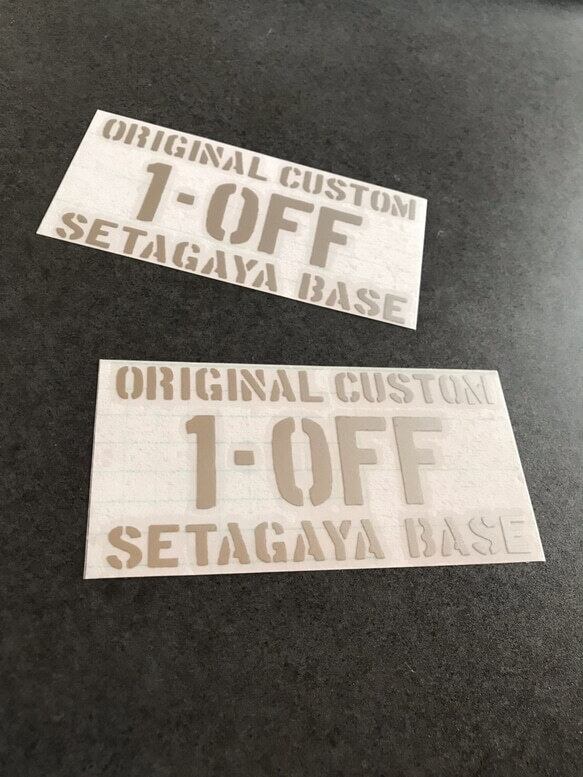 ORIGINAL CUSTOM
1-OFF
SETAGAYA BASE
ORIGINAL CUSTOM
1-OFF
SETAGAYA BASE